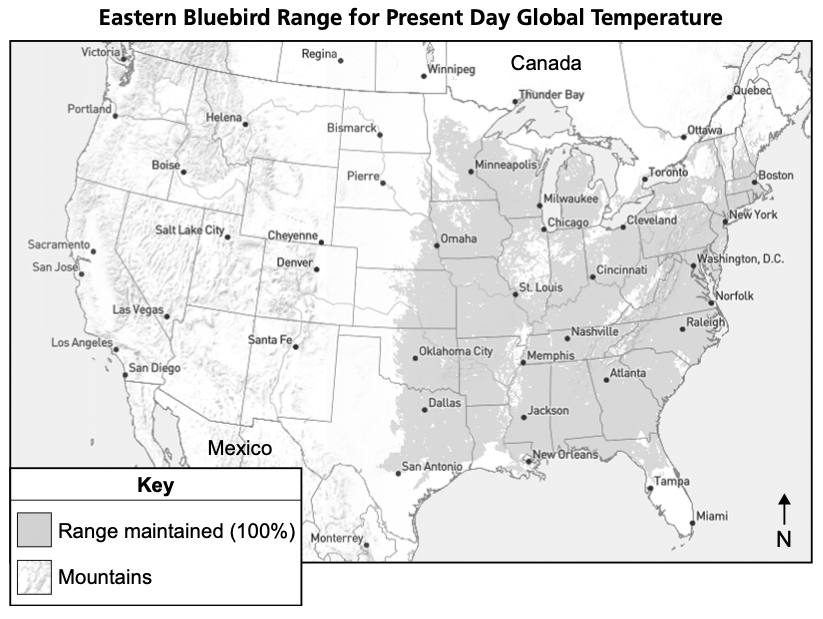 Eastern Bluebird Range for Present Day Global Temperature
Victoria
Regina
Winnipeg
Canada
Thunder Bay
Quebec
Portland
Helena
Bismarck
Ottawa
Boise
Pierre
Minneapolis
Toronto
Boston
Milwaukee
Salt Lake City
Cheyenne
Omaha
Chicago
Cleveland
New York
Sacramento
San Jose
Denver
Cincinnati
Washington, D.C.
Las Vegas
St. Louis
Norfolk
Los Angeles
Santa Fe
Oklahoma City
Nashville
Raleigh
San Diego
Memphis
Atlanta
Dallas
Jackson
Mexico
San Antonio
New Orleans
Tampa
Miami
Monterrey
N
Key
Range maintained (100%)
Mountains